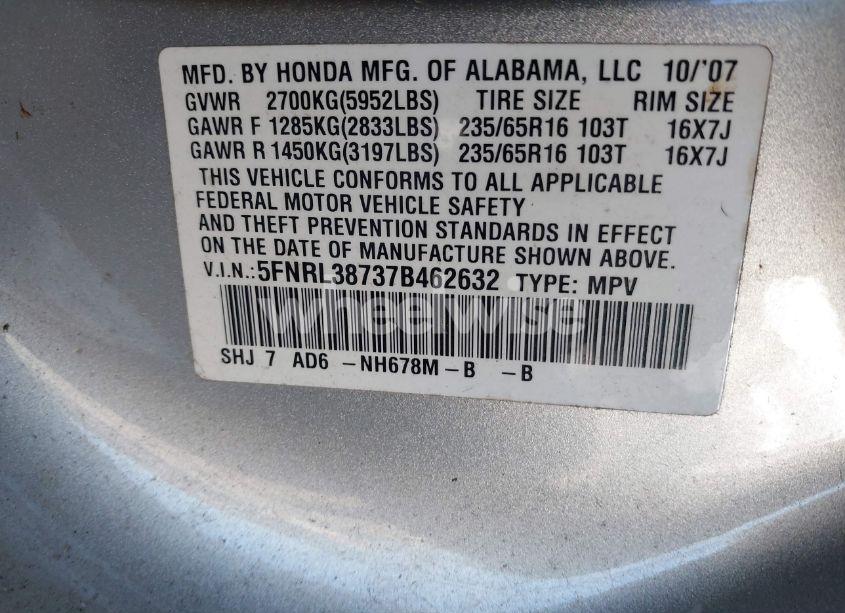 MFD. BY HONDA MFG. OF ALABAMA, LLC 10/'07
GVWR 2700KG(5952LBS) TIRE SIZE RIM SIZE
GAWR F 1285KG(2833LBS) 235/65R16 103T 16X7J
GAWR R 1450KG(3197LBS) 235/65R16 103T 16X7J
THIS VEHICLE CONFORMS TO ALL APPLICABLE
FEDERAL MOTOR VEHICLE SAFETY
AND THEFT PREVENTION STANDARDS IN EFFECT
ON THE DATE OF MANUFACTURE SHOWN ABOVE.
V.I.N.: 5FNRL38737B462632 TYPE: MPV
wheelwise
SHJ 7 AD6 -NH678M-B -B